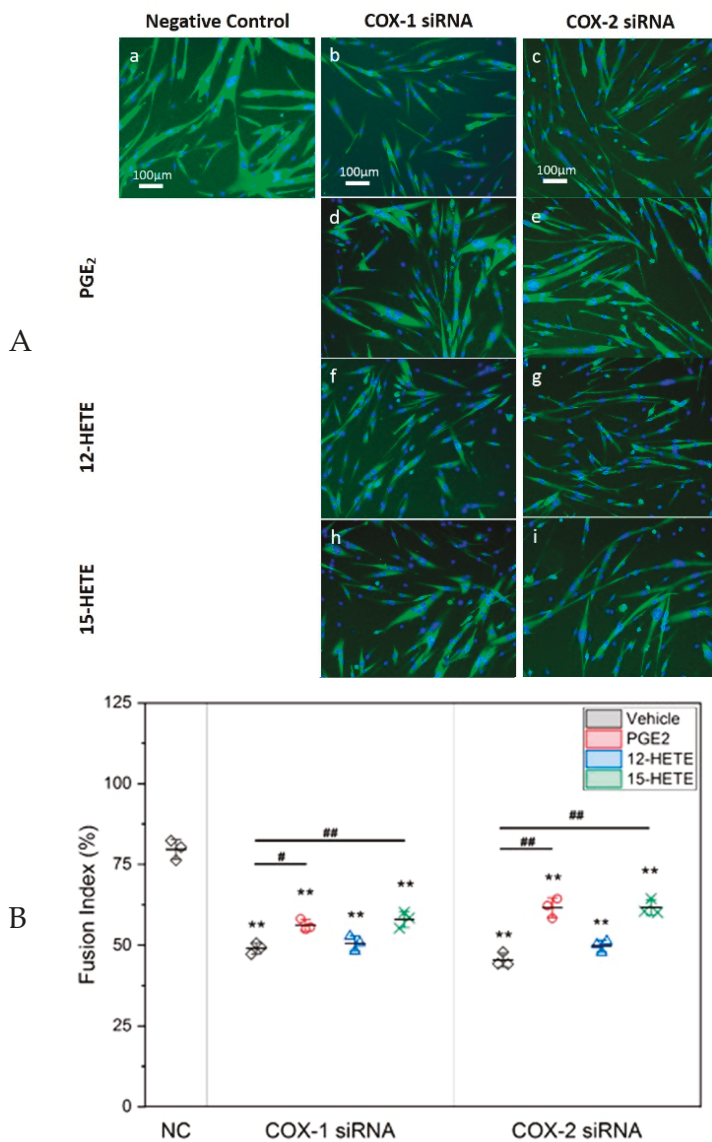 Negative Control COX-1 siRNA COX-2 siRNA
a b c
100μm 100μm 100μm
d e
PGE₂
A
f g
12-HETE
h i
15-HETE
B
125
100
75
50
25
0
Fusion Index (%)
Vehicle
PGE2
12-HETE
15-HETE
## ##
# ##
** ** ** ** ** ** ** **
NC COX-1 siRNA COX-2 siRNA